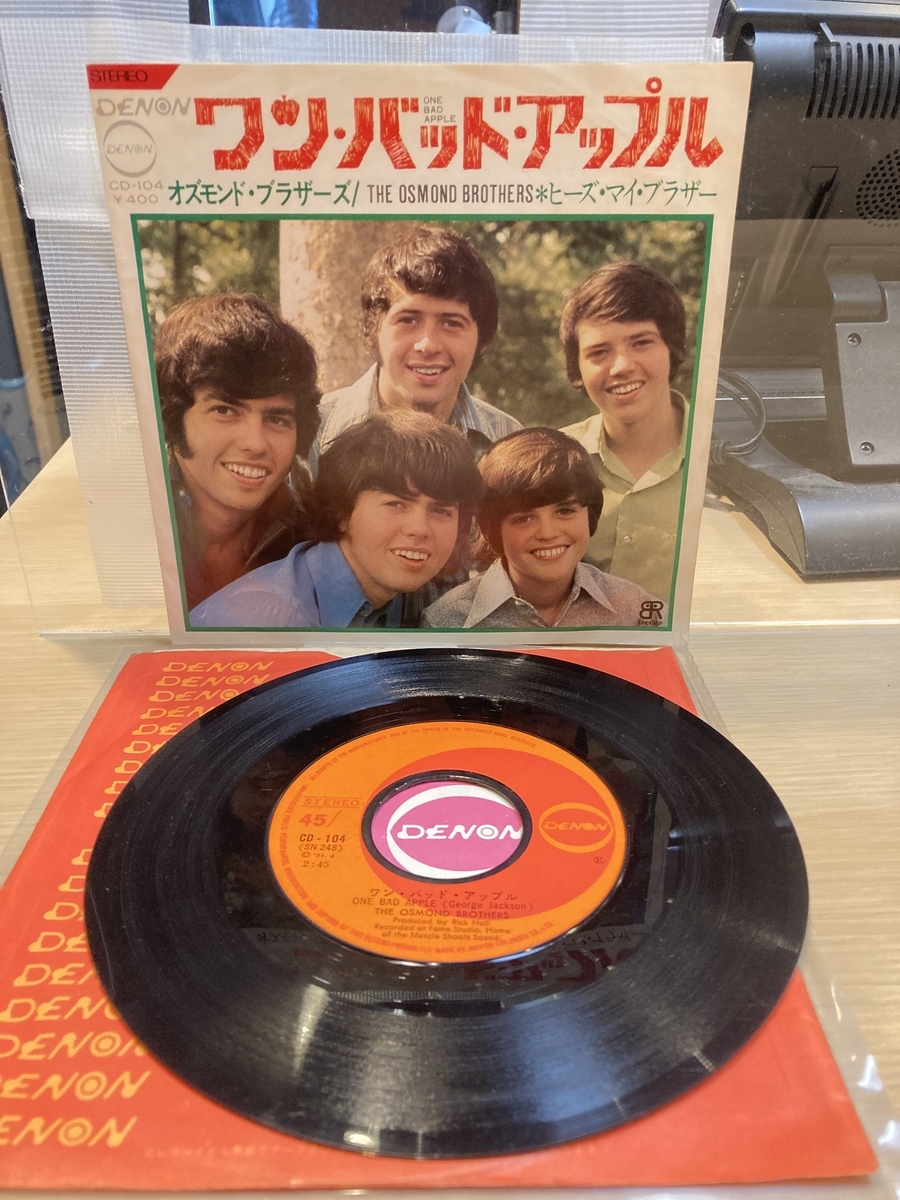 STEREO
DENON
DENON
CD-104
¥400
ワン・バッド・アップル
ONE
BAD
APPLE
オズモンド・ブラザーズ/ THE OSMOND BROTHERS*ヒーズ・マイ・ブラザー
BR
DENON
DENON
DENON
DENON
DENON
DENON
DENON
DENON
DENON
DENON
DENON
STEREO
45/
CD-104
(SN.248)
2:45
DENON
DENON
®
ワン・バッド・アップル
ONE BAD APPLE (George Jackson)
THE OSMOND BROTHERS
Produced by Rick Hall
Recorded at Fame Studio, Home
of the Muscle Shoals Sound.